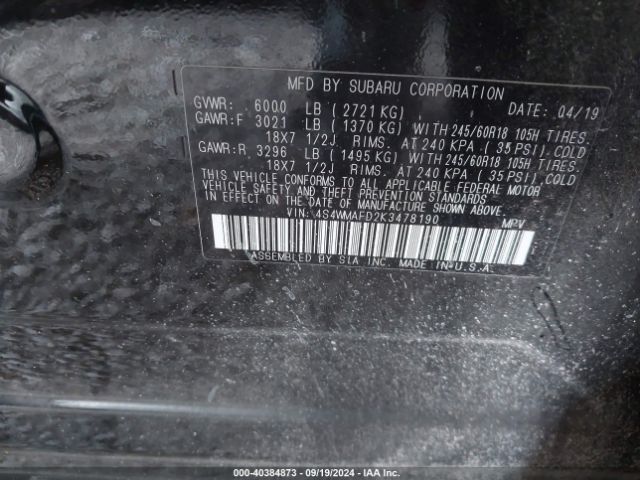 MFD BY SUBARU CORPORATION
GVWR: 6000 LB (2721 KG) DATE: 04/19
GAWR:F 3021 LB (1370 KG) WITH 245/60R18 105H TIRES.
18X7 1/2J RIMS. AT 240 KPA (35 PSI) COLD
GAWR:R 3296 LB (1495 KG) WITH 245/60R18 105H TIRES.
18X7 1/2J RIMS. AT 240 KPA (35 PSI) COLD
THIS VEHICLE CONFORMS TO ALL APPLICABLE FEDERAL MOTOR
VEHICLE SAFETY AND THEFT PREVENTION STANDARDS
IN EFFECT ON THE DATE OF MANUFACTURE SHOWN ABOVE.
VIN: 4S4WMAFD2K3478190 MPV
ASSEMBLED BY SIA INC. MADE IN U.S.A.
000-40384873 - 09/19/2024 - IAA Inc.